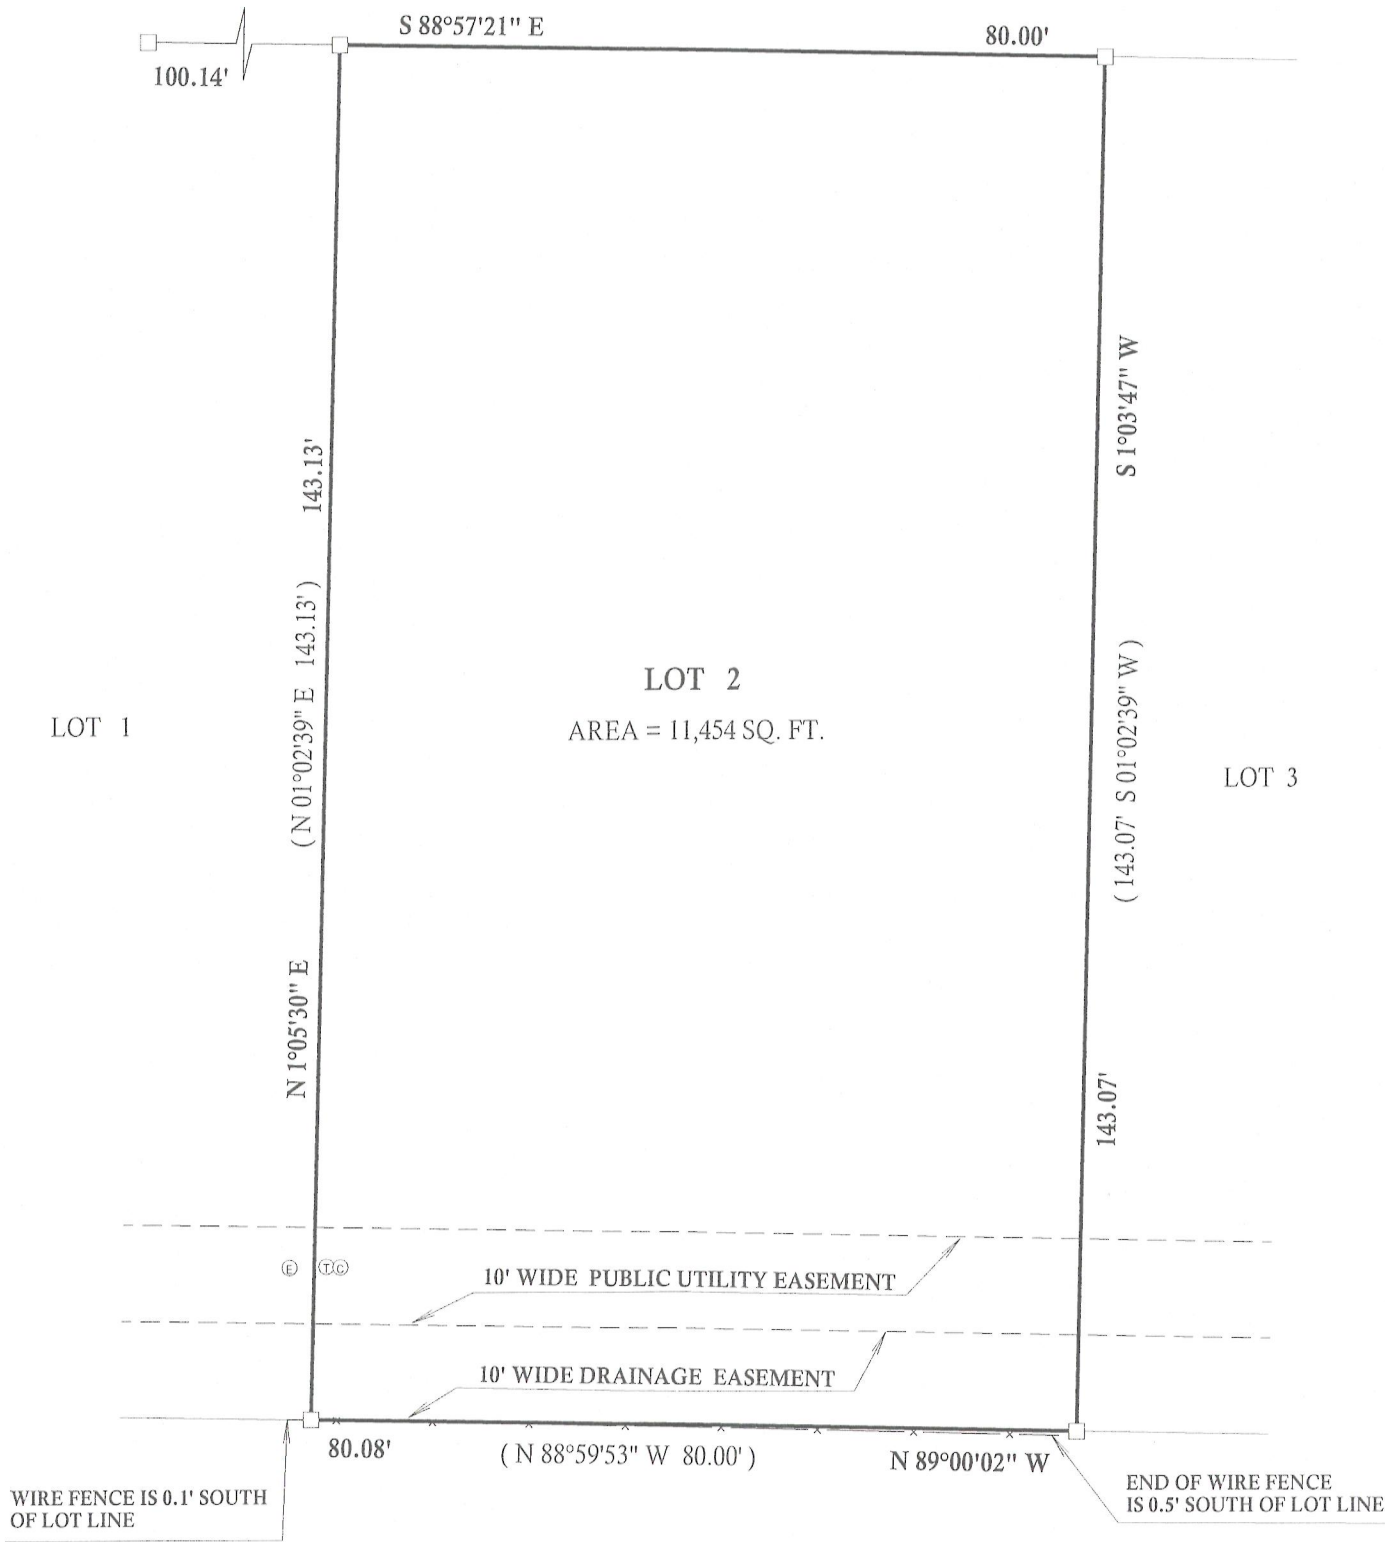 S 88°57'21" E
80.00'
100.14'
S 1°03'47" W
143.13'
( N 01°02'39" E 143.13' )
( 143.07' S 01°02'39" W )
LOT 2
AREA = 11,454 SQ. FT.
LOT 1
LOT 3
N 1°05'30" E
143.07'
E
T
C
10' WIDE PUBLIC UTILITY EASEMENT
10' WIDE DRAINAGE EASEMENT
80.08'
( N 88°59'53" W 80.00' )
N 89°00'02" W
WIRE FENCE IS 0.1' SOUTH
OF LOT LINE
END OF WIRE FENCE
IS 0.5' SOUTH OF LOT LINE